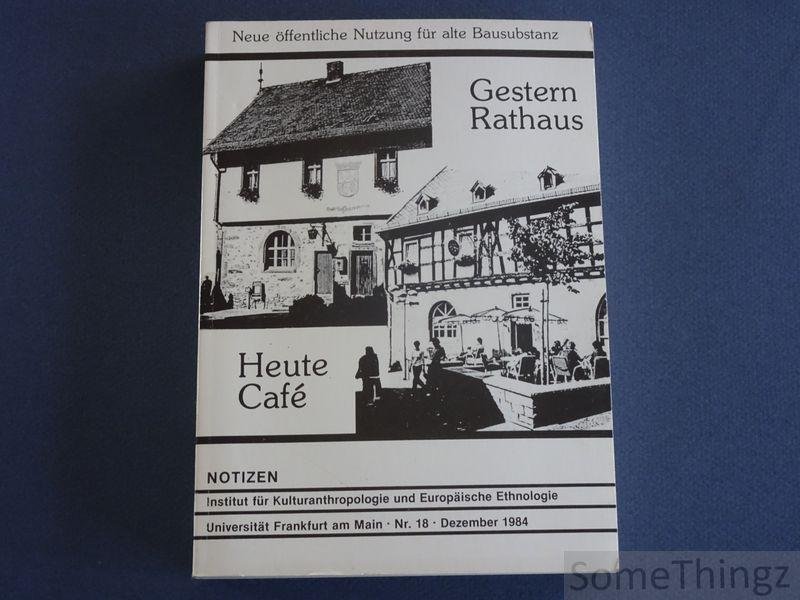 Neue öffentliche Nutzung für alte Bausubstanz
Gestern
Rathaus
Heute
Café
NOTIZEN
Institut für Kulturanthropologie und Europäische Ethnologie
Universität Frankfurt am Main · Nr. 18 · Dezember 1984
SomeThingz